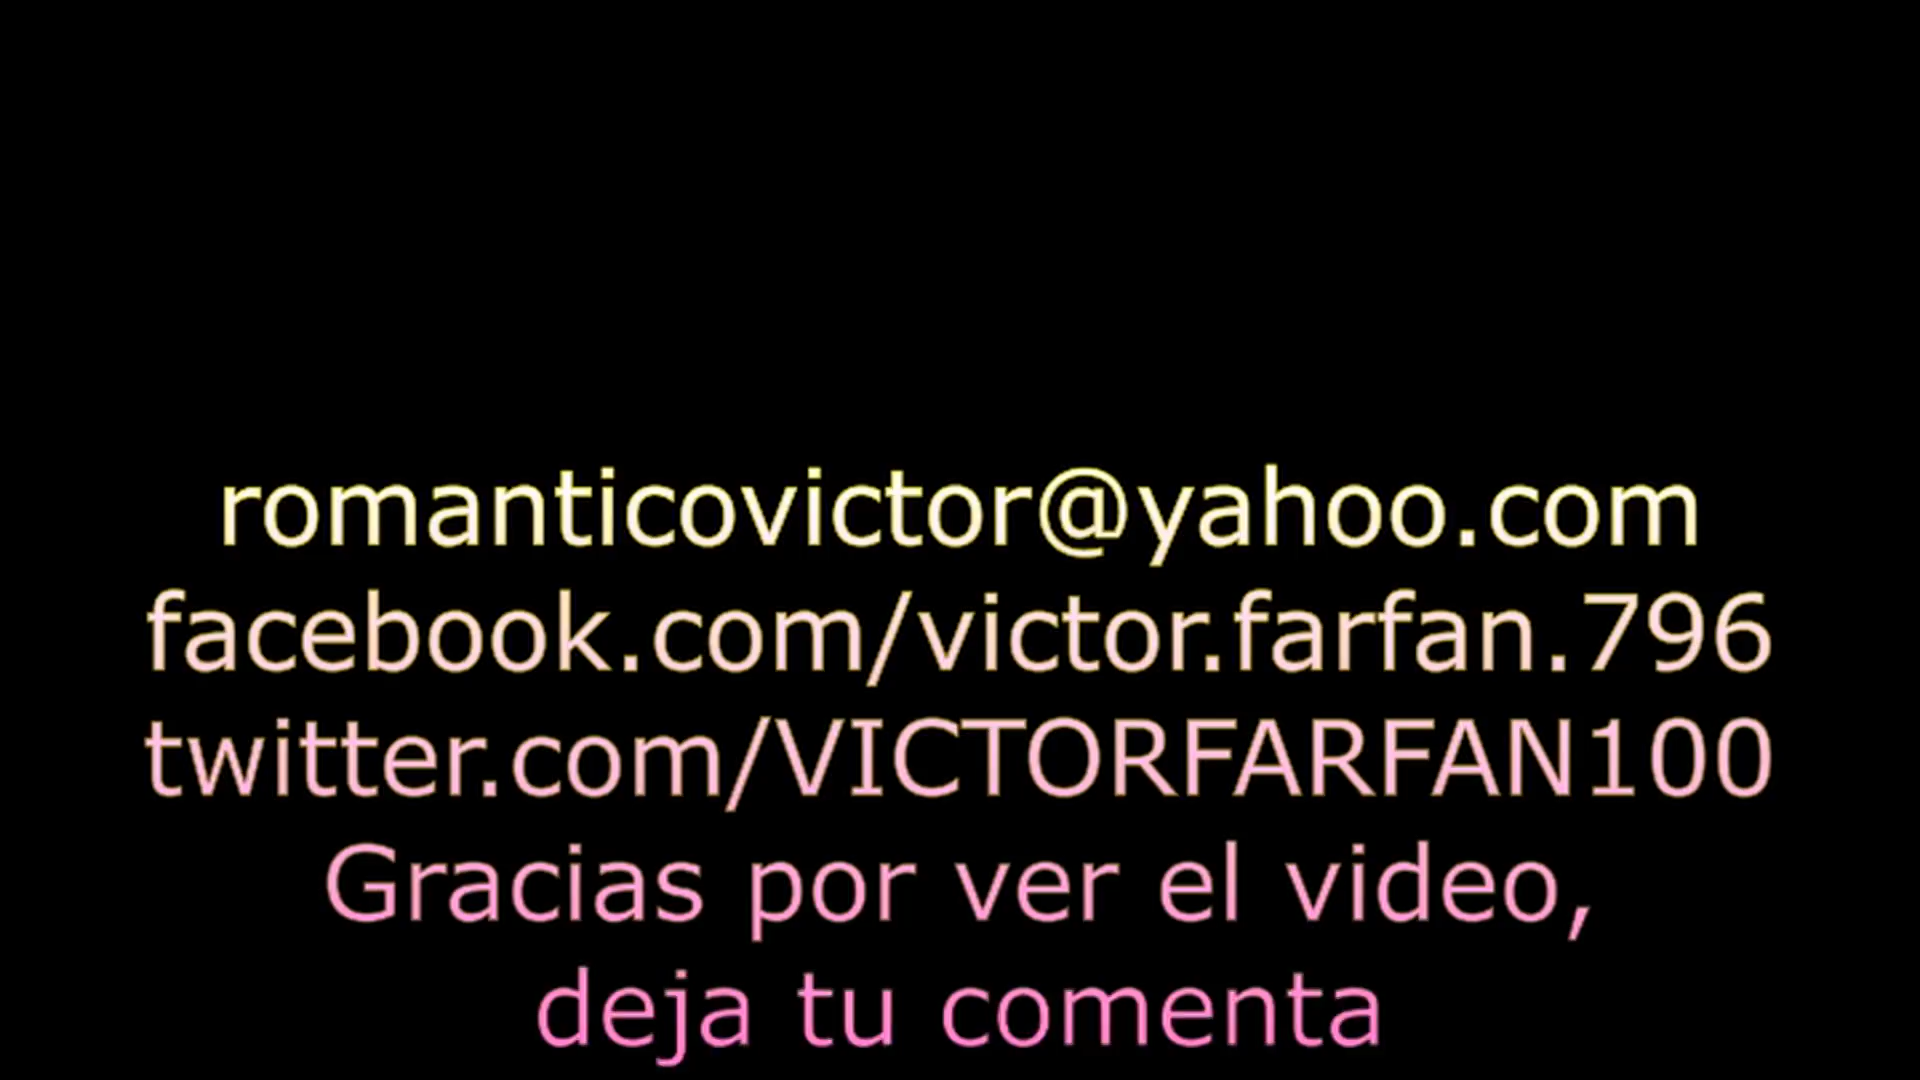 romanticovictor@yahoo.com
facebook.com/victor.farfan.796
twitter.com/VICTORFARFAN100
Gracias por ver el video,
deja tu comenta